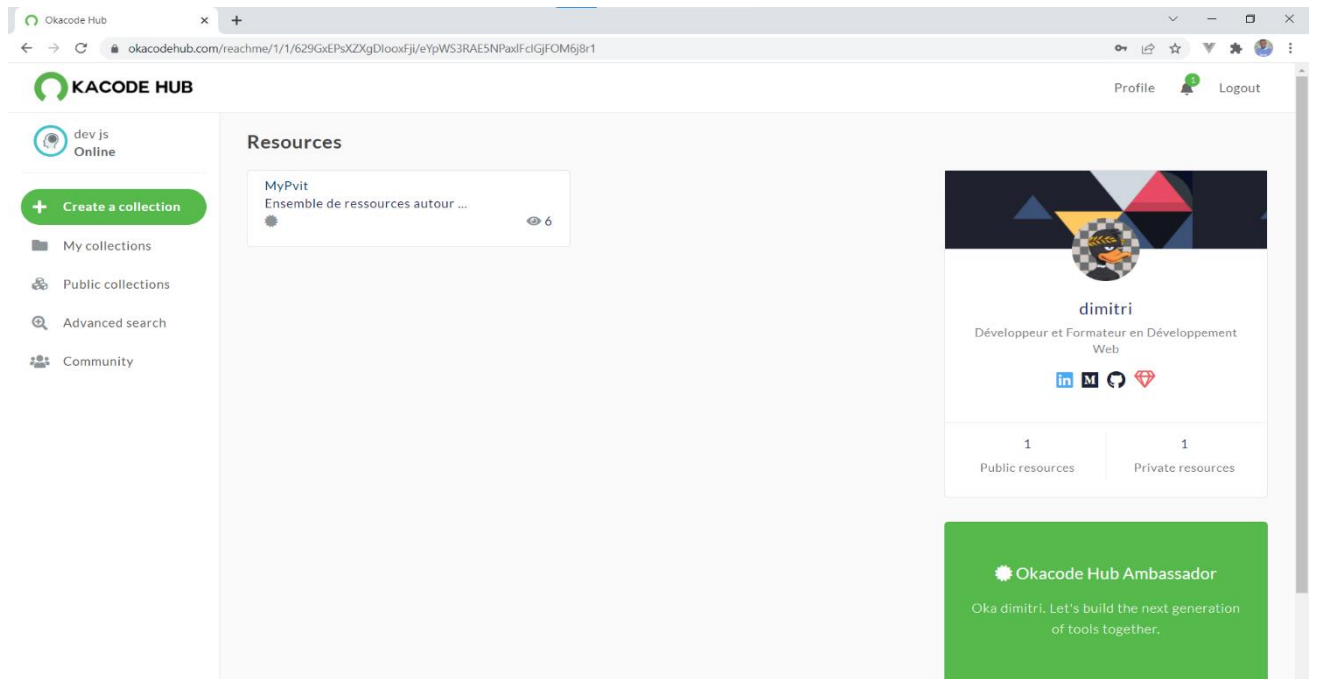 Okacode Hub
okacodehub.com/reachme/1/1/629GxEPsXZXgDlooxFji/eYpWS3RAE5NPaxlFclGjFOM6j8r1
KACODE HUB
Profile
1
Logout
dev js
Online
Create a collection
My collections
Public collections
Advanced search
Community
Resources
MyPvit
Ensemble de ressources autour ...
6
dimitri
Développeur et Formateur en Développement
Web
in M
1
Public resources
1
Private resources
Okacode Hub Ambassador
Oka dimitri. Let's build the next generation
of tools together.